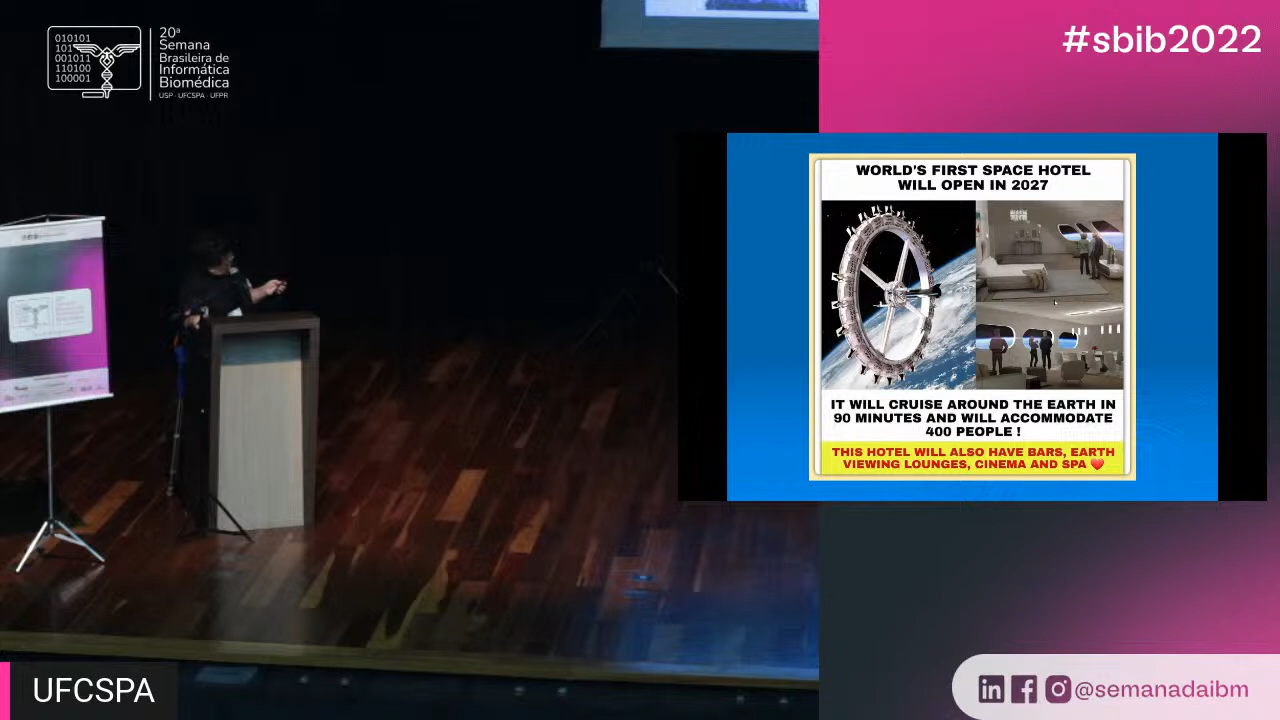 010101
101
001011
110100
100001
20ª
Semana
Brasileira de
Informática
Biomédica
USP · UFCSPA · UFPR
#sbib2022
WORLD'S FIRST SPACE HOTEL
WILL OPEN IN 2027
IT WILL CRUISE AROUND THE EARTH IN
90 MINUTES AND WILL ACCOMMODATE
400 PEOPLE !
THIS HOTEL WILL ALSO HAVE BARS, EARTH
VIEWING LOUNGES, CINEMA AND SPA ❤️
UFCSPA
in f @semanadaibm